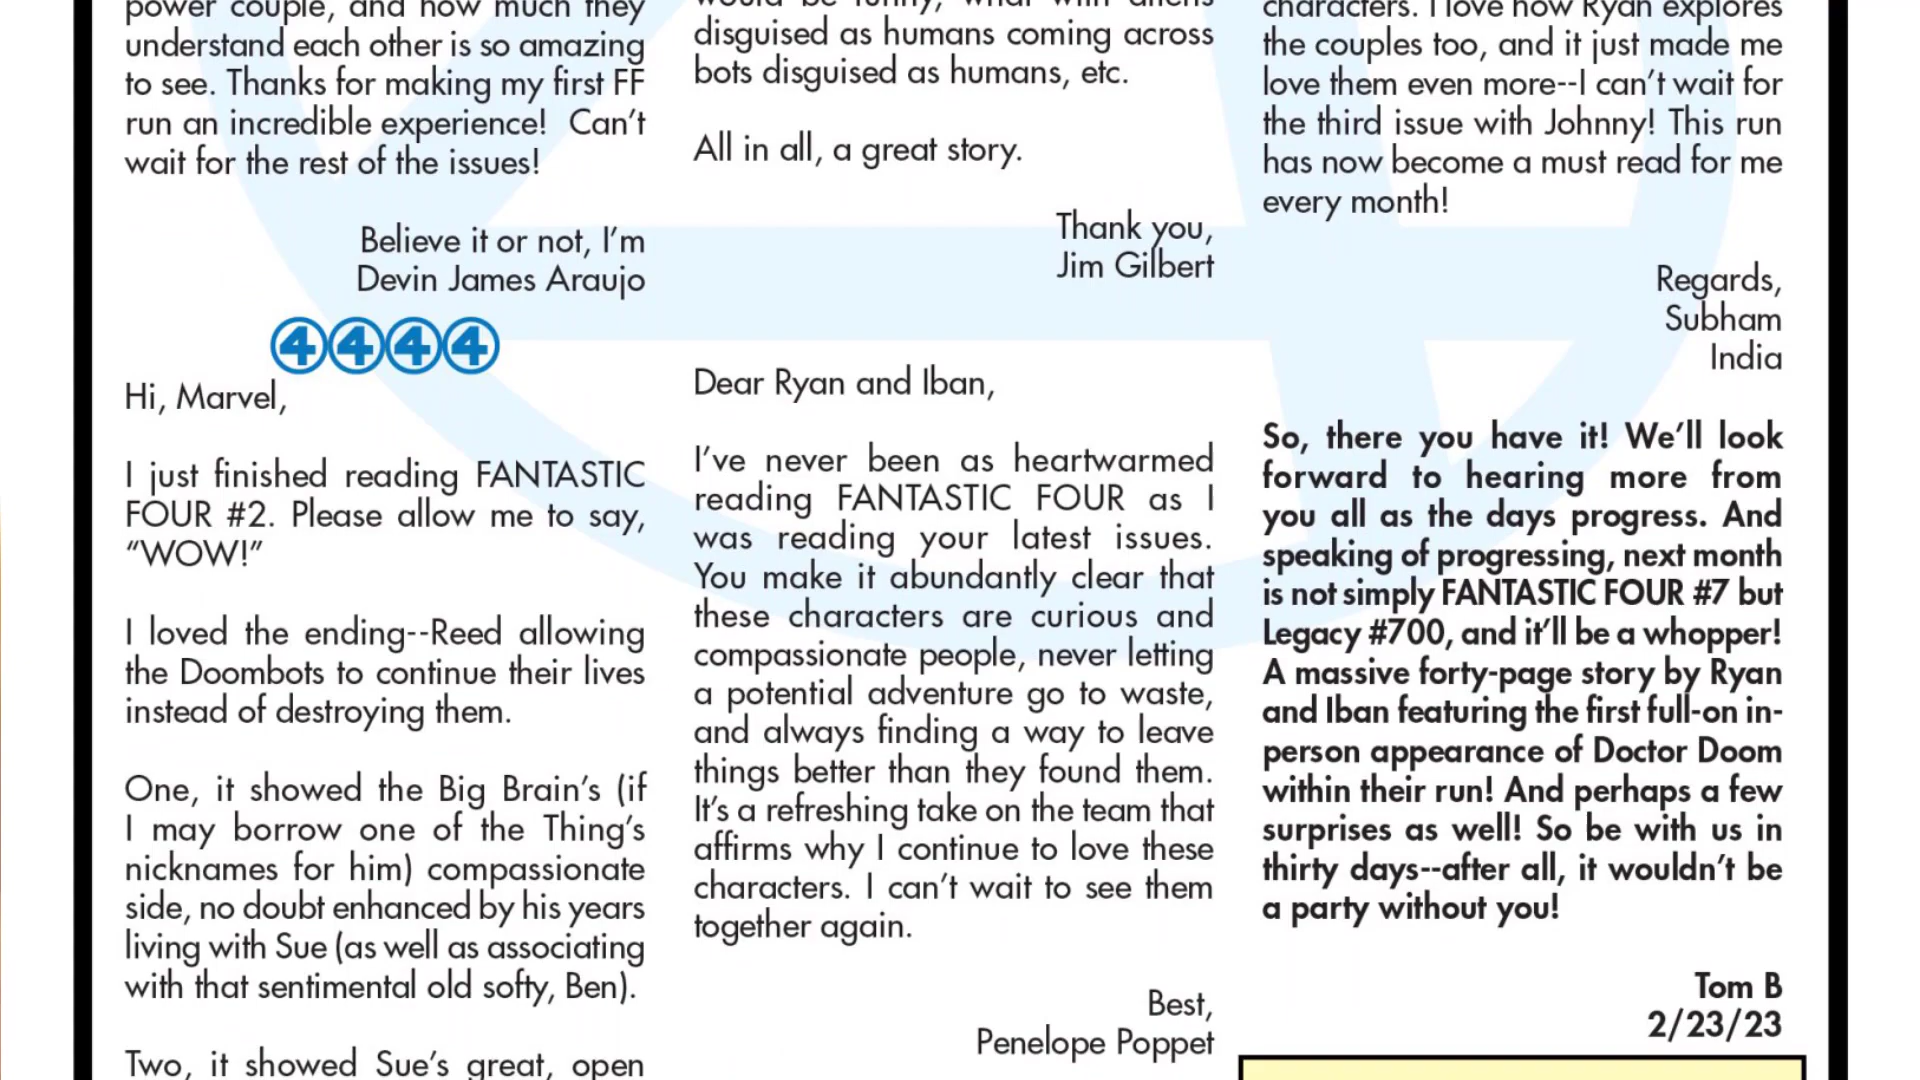 power couple, and how much they
understand each other is so amazing
to see. Thanks for making my first FF
run an incredible experience! Can't
wait for the rest of the issues!
Believe it or not, I'm
Devin James Araujo
4 4 4 4
Hi, Marvel,
I just finished reading FANTASTIC
FOUR #2. Please allow me to say,
“WOW!”
I loved the ending--Reed allowing
the Doombots to continue their lives
instead of destroying them.
One, it showed the Big Brain's (if
I may borrow one of the Thing's
nicknames for him) compassionate
side, no doubt enhanced by his years
living with Sue (as well as associating
with that sentimental old softy, Ben).
Two, it showed Sue's great, open
would be funny, what with aliens
disguised as humans coming across
bots disguised as humans, etc.
All in all, a great story.
Thank you,
Jim Gilbert
Dear Ryan and Iban,
I've never been as heartwarmed
reading FANTASTIC FOUR as I
was reading your latest issues.
You make it abundantly clear that
these characters are curious and
compassionate people, never letting
a potential adventure go to waste,
and always finding a way to leave
things better than they found them.
It's a refreshing take on the team that
affirms why I continue to love these
characters. I can't wait to see them
together again.
Best,
Penelope Poppet
characters. I love how Ryan explores
the couples too, and it just made me
love them even more--I can't wait for
the third issue with Johnny! This run
has now become a must read for me
every month!
Regards,
Subham
India
So, there you have it! We'll look
forward to hearing more from
you all as the days progress. And
speaking of progressing, next month
is not simply FANTASTIC FOUR #7 but
Legacy #700, and it'll be a whopper!
A massive forty-page story by Ryan
and Iban featuring the first full-on in-
person appearance of Doctor Doom
within their run! And perhaps a few
surprises as well! So be with us in
thirty days--after all, it wouldn't be
a party without you!
Tom B
2/23/23